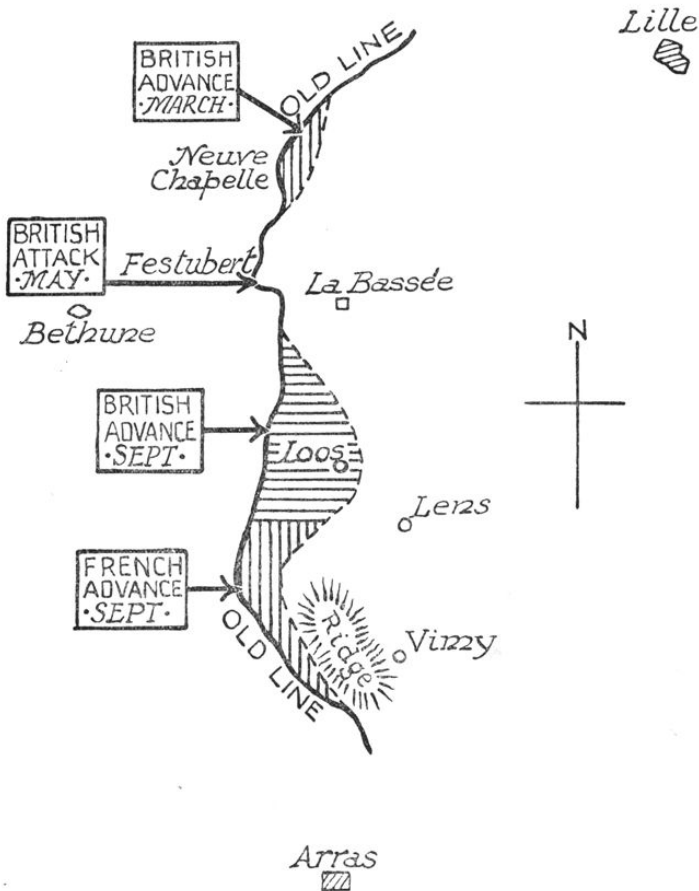 Lille
OLD LINE
BRITISH
ADVANCE
·MARCH·
Neuve
Chapelle
BRITISH
ATTACK
·MAY·
Festubert
La Bassée
Bethune
N
BRITISH
ADVANCE
·SEPT·
Loos
Lens
FRENCH
ADVANCE
·SEPT·
OLD LINE
Ridge
Vimy
Arras